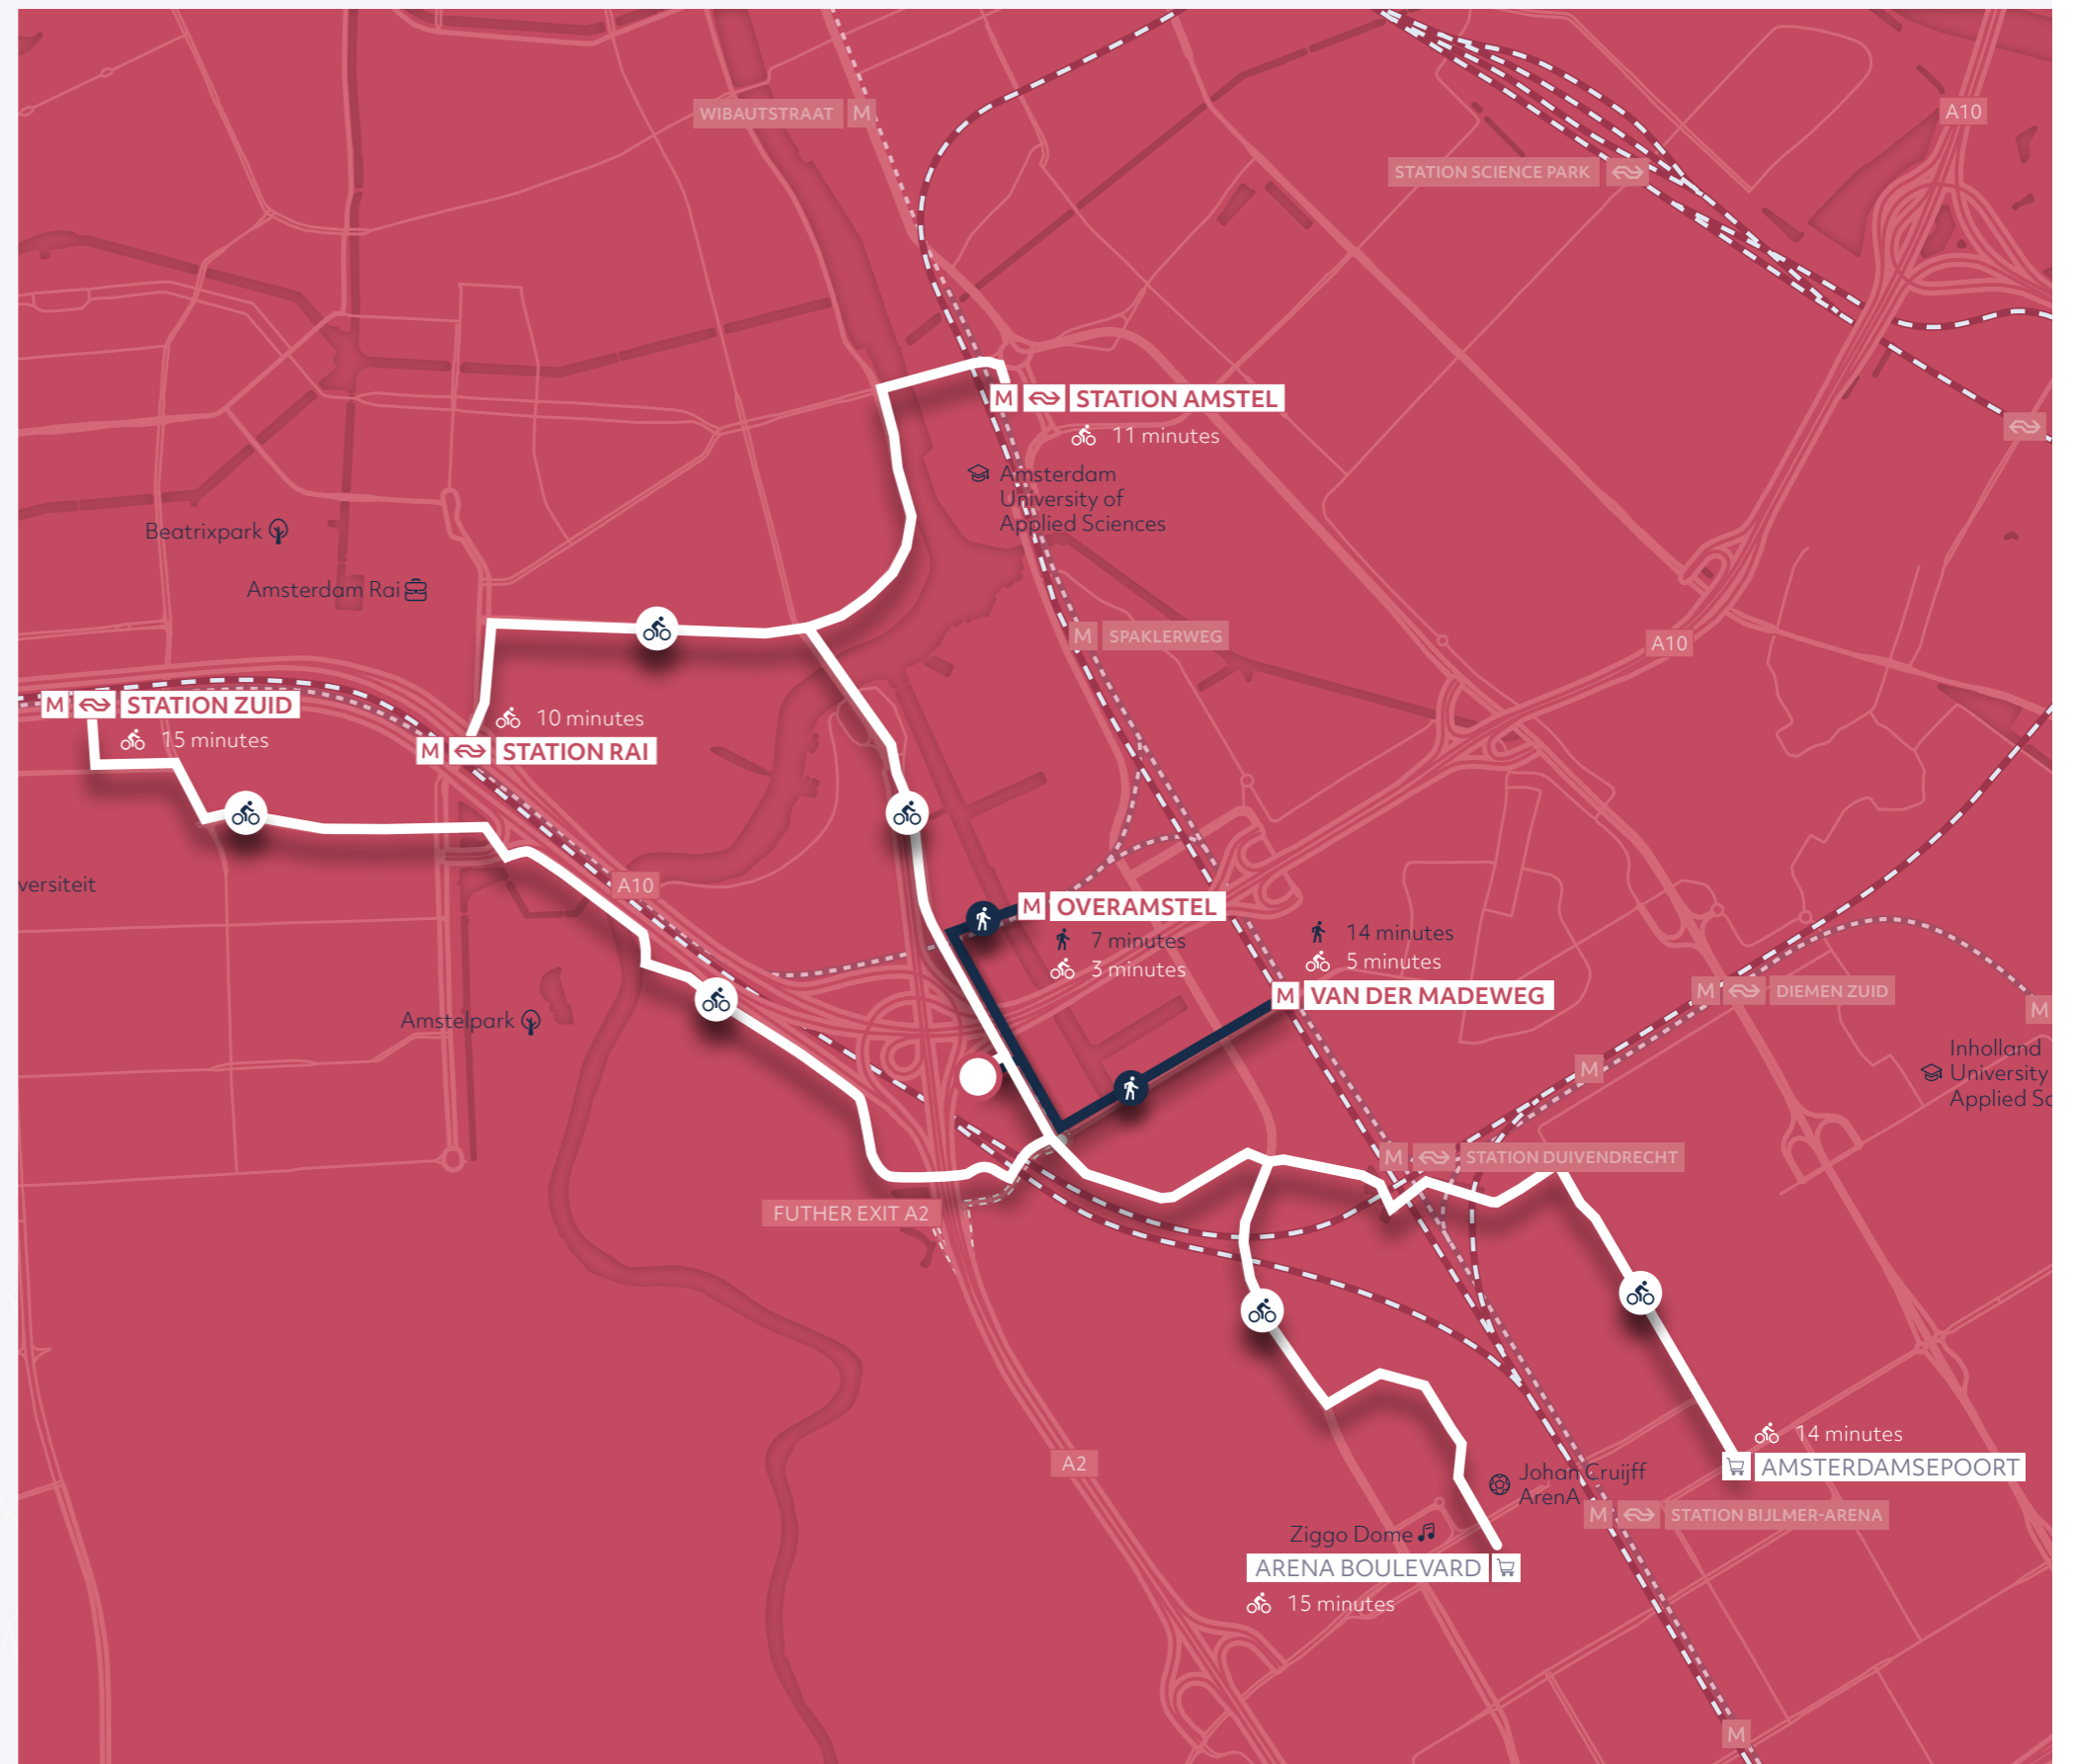 WIBAUTSTRAAT M
A10
STATION SCIENCE PARK
M STATION AMSTEL
11 minutes
Amsterdam
University of
Applied Sciences
Beatrixpark
Amsterdam Rai
M SPAKLERWEG
A10
M STATION ZUID
15 minutes
10 minutes
M STATION RAI
A10
versiteit
M OVERAMSTEL
7 minutes
3 minutes
14 minutes
5 minutes
M VAN DER MADEWEG
M DIEMEN ZUID
M
Amstelpark
M
Inholland
University
Applied Sc
M STATION DUIVENDRECHT
FUTHER EXIT A2
A2
14 minutes
AMSTERDAMSEPOORT
Johan Cruijff
ArenA
M STATION BIJLMER-ARENA
Ziggo Dome
ARENA BOULEVARD
15 minutes
M